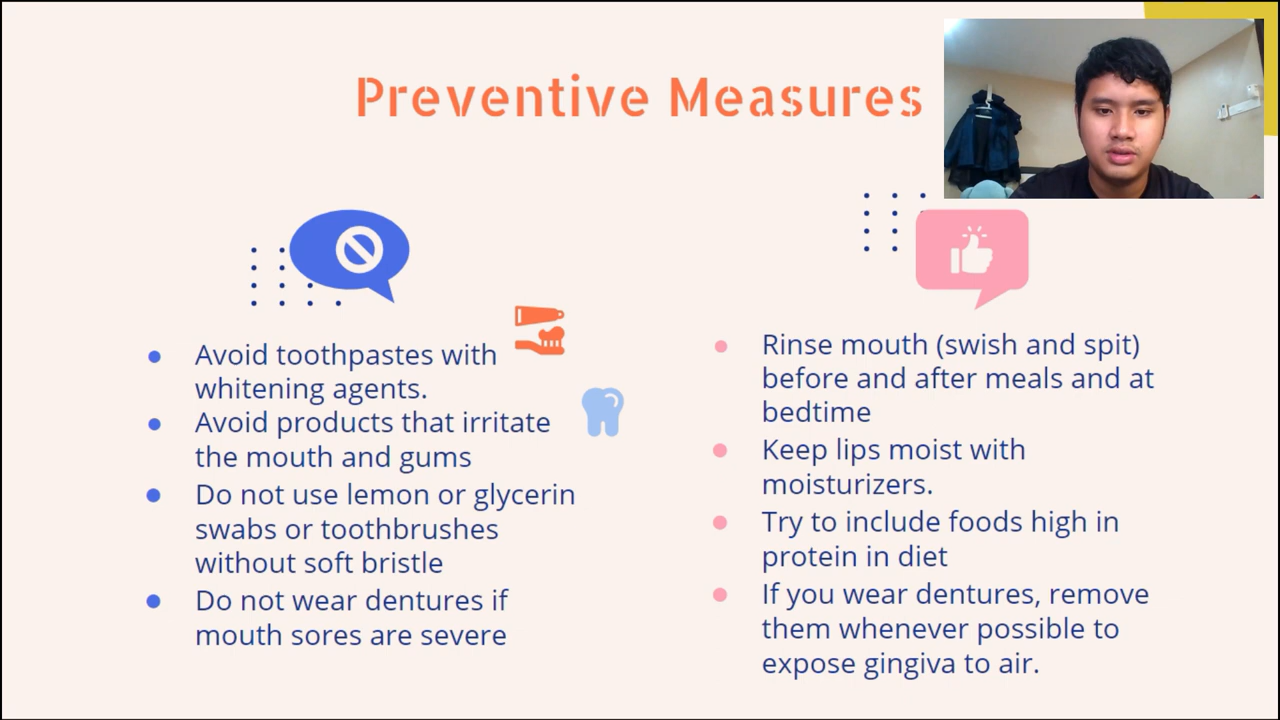 Preventive Measures
Avoid toothpastes with
whitening agents.
Avoid products that irritate
the mouth and gums
Do not use lemon or glycerin
swabs or toothbrushes
without soft bristle
Do not wear dentures if
mouth sores are severe
Rinse mouth (swish and spit)
before and after meals and at
bedtime
Keep lips moist with
moisturizers.
Try to include foods high in
protein in diet
If you wear dentures, remove
them whenever possible to
expose gingiva to air.